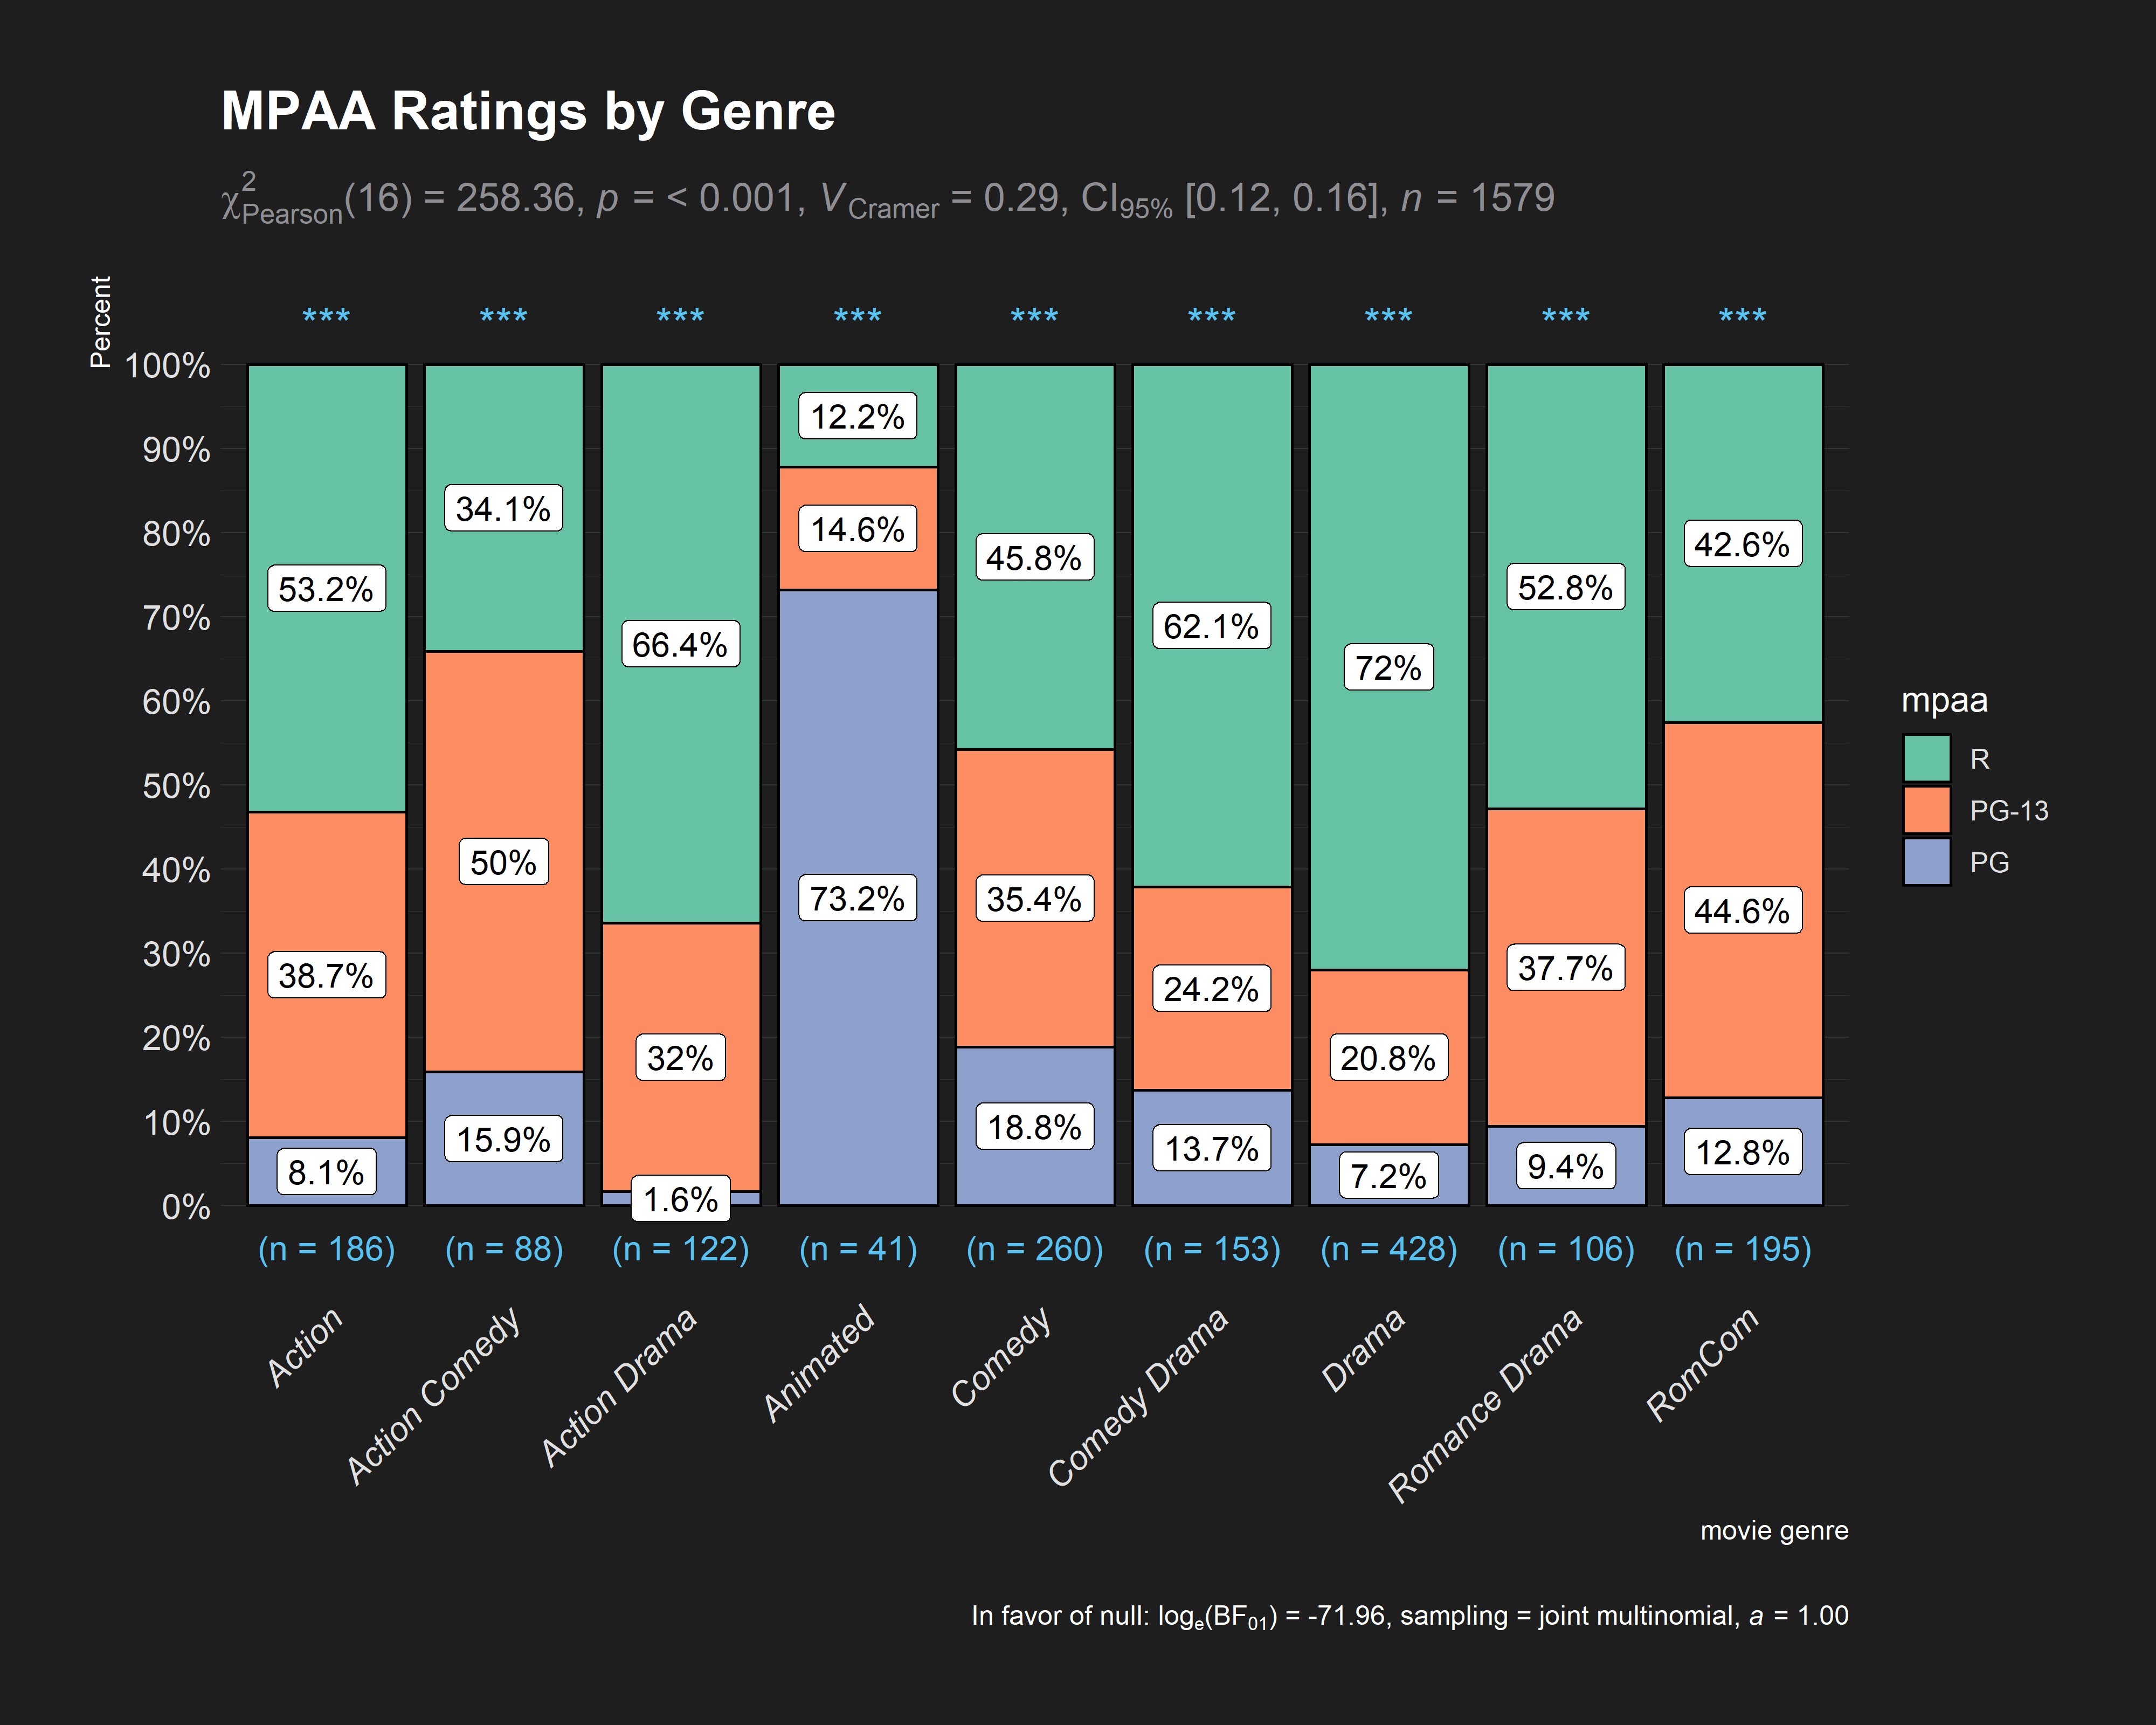 MPAA Ratings by Genre
χ²Pearson(16) = 258.36, p = < 0.001, VCramer = 0.29, CI95% [0.12, 0.16], n = 1579
Percent
*** *** *** *** *** *** *** *** ***
100%
90%
80%
70%
60%
50%
40%
30%
20%
10%
0%
53.2%
38.7%
8.1%
34.1%
50%
15.9%
66.4%
32%
1.6%
12.2%
14.6%
73.2%
45.8%
35.4%
18.8%
62.1%
24.2%
13.7%
72%
20.8%
7.2%
52.8%
37.7%
9.4%
42.6%
44.6%
12.8%
(n = 186) (n = 88) (n = 122) (n = 41) (n = 260) (n = 153) (n = 428) (n = 106) (n = 195)
Action
Action Comedy
Action Drama
Animated
Comedy
Comedy Drama
Drama
Romance Drama
RomCom
movie genre
mpaa
R
PG-13
PG
In favor of null: logₑ(BF₀₁) = -71.96, sampling = joint multinomial, a = 1.00